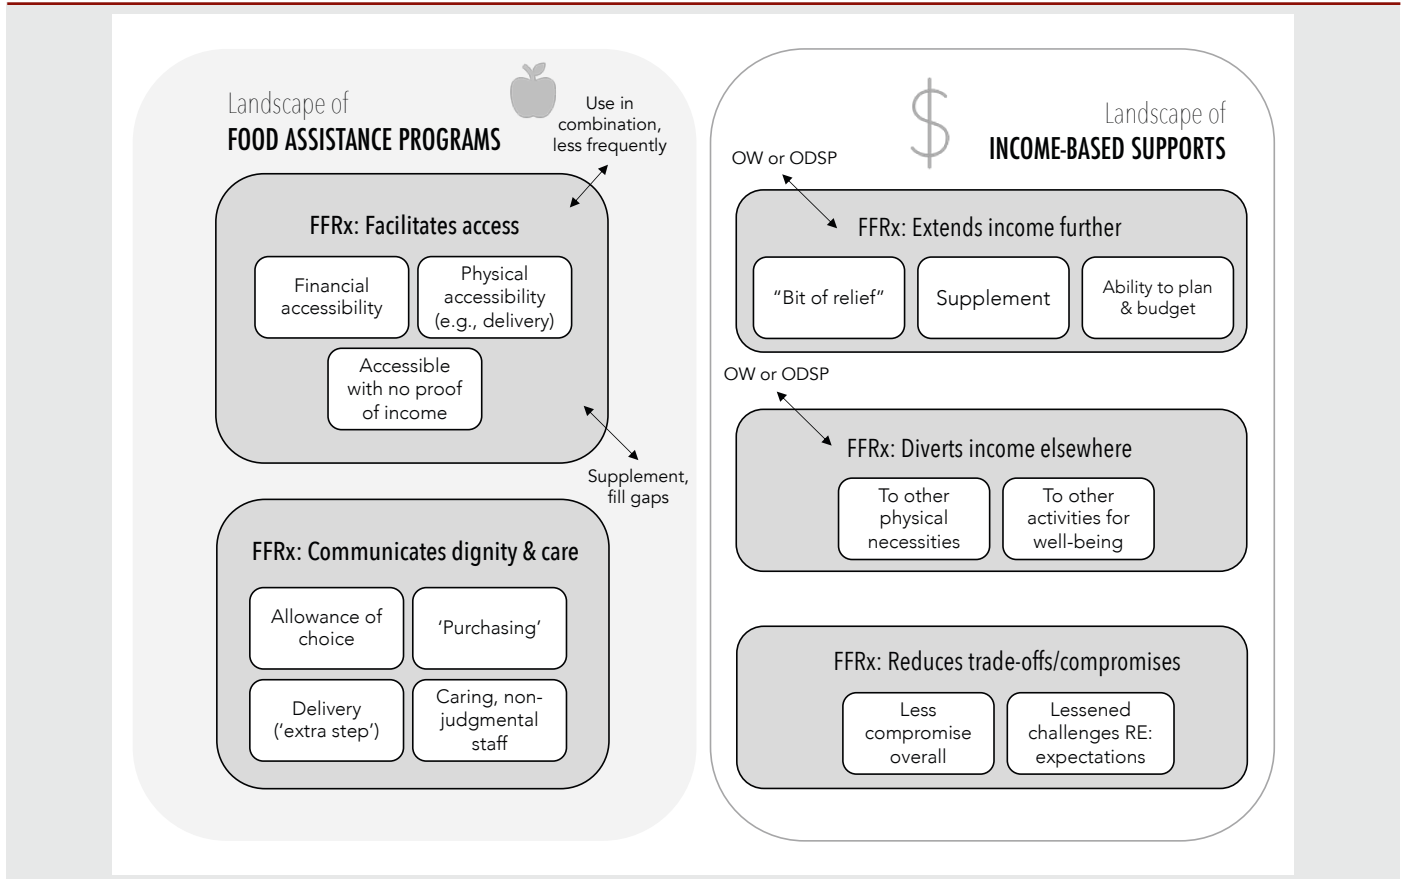 Landscape of
FOOD ASSISTANCE PROGRAMS
Use in
combination,
less frequently
FFRx: Facilitates access
Financial
accessibility
Physical
accessibility
(e.g., delivery)
Accessible
with no proof
of income
Supplement,
fill gaps
FFRx: Communicates dignity & care
Allowance of
choice
'Purchasing'
Delivery
('extra step')
Caring, non-
judgmental
staff
Landscape of
INCOME-BASED SUPPORTS
$
OW or ODSP
FFRx: Extends income further
“Bit of relief”
Supplement
Ability to plan
& budget
OW or ODSP
FFRx: Diverts income elsewhere
To other
physical
necessities
To other
activities for
well-being
FFRx: Reduces trade-offs/compromises
Less
compromise
overall
Lessened
challenges RE:
expectations